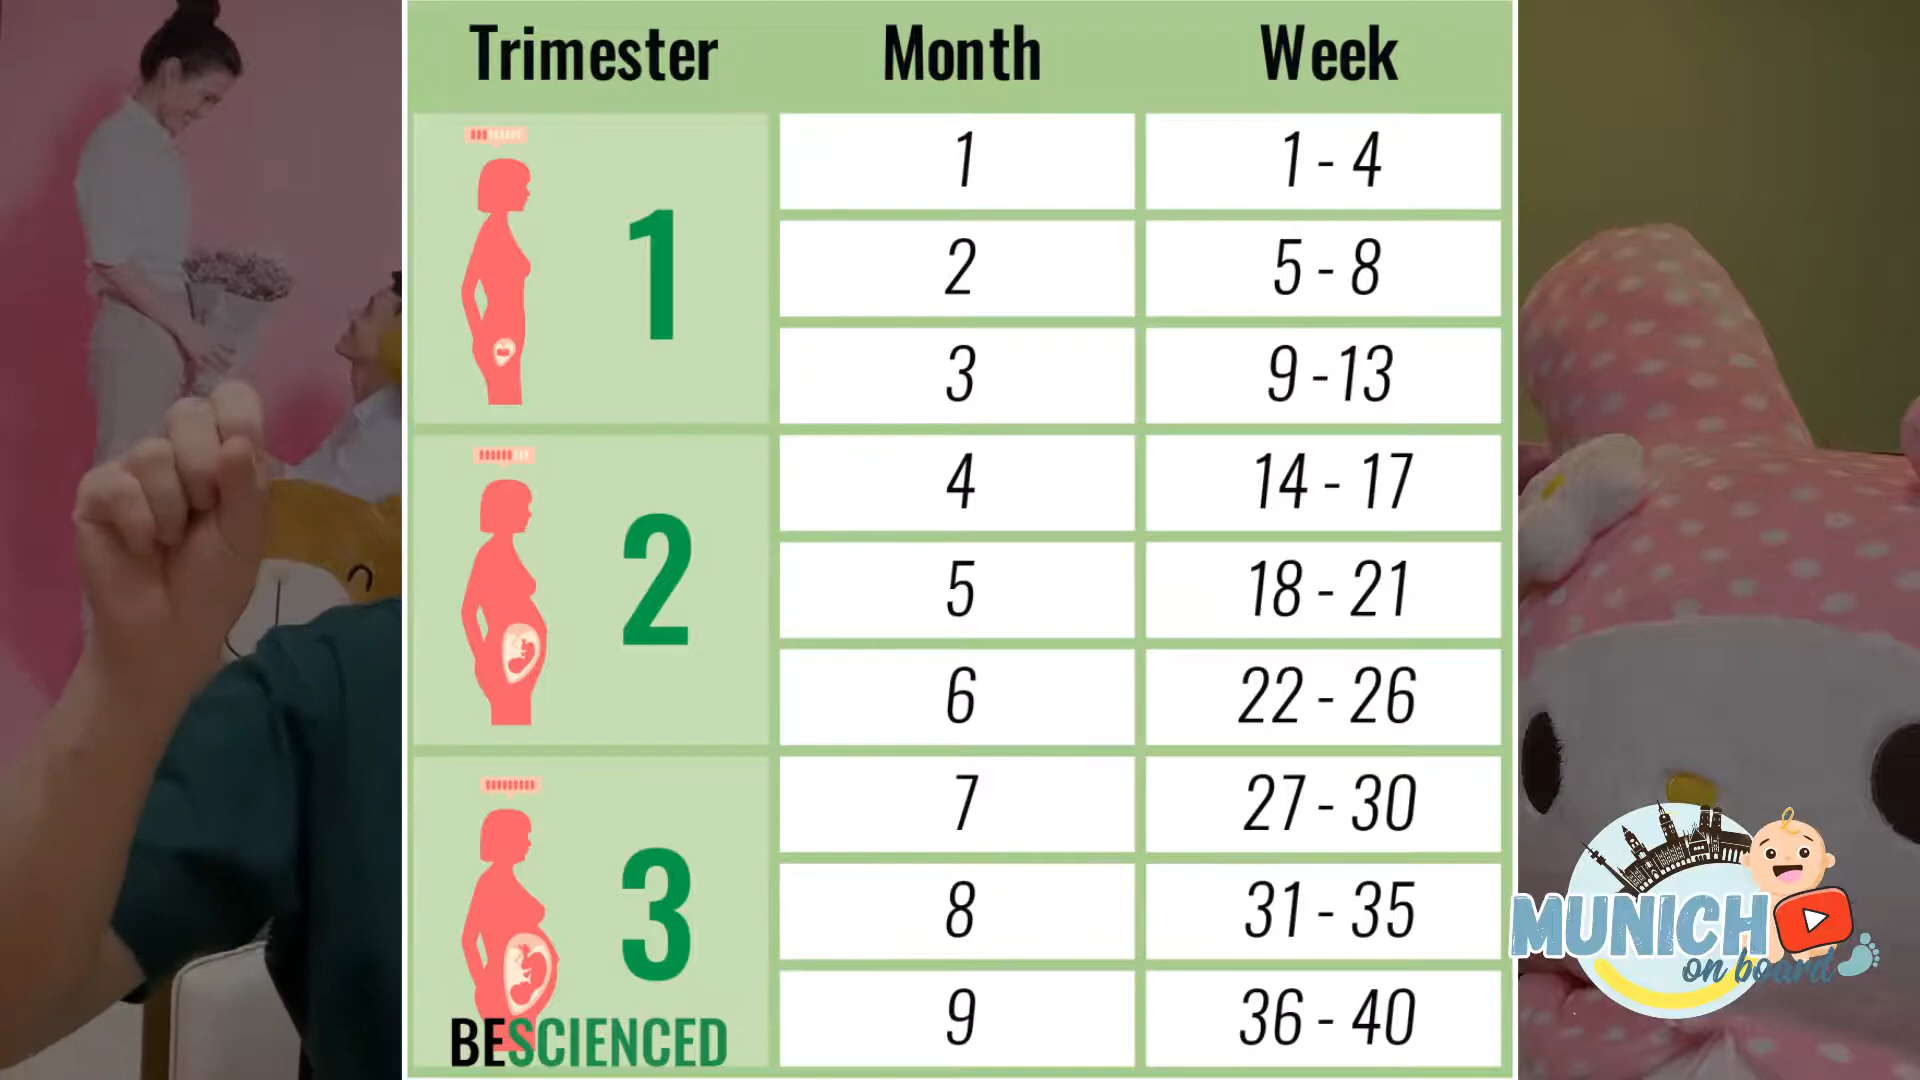 Trimester Month Week
1
1 1 - 4
2 5 - 8
3 9 - 13
2
4 14 - 17
5 18 - 21
6 22 - 26
3
7 27 - 30
8 31 - 35
9 36 - 40
BESCIENCED
MUNICH
on board